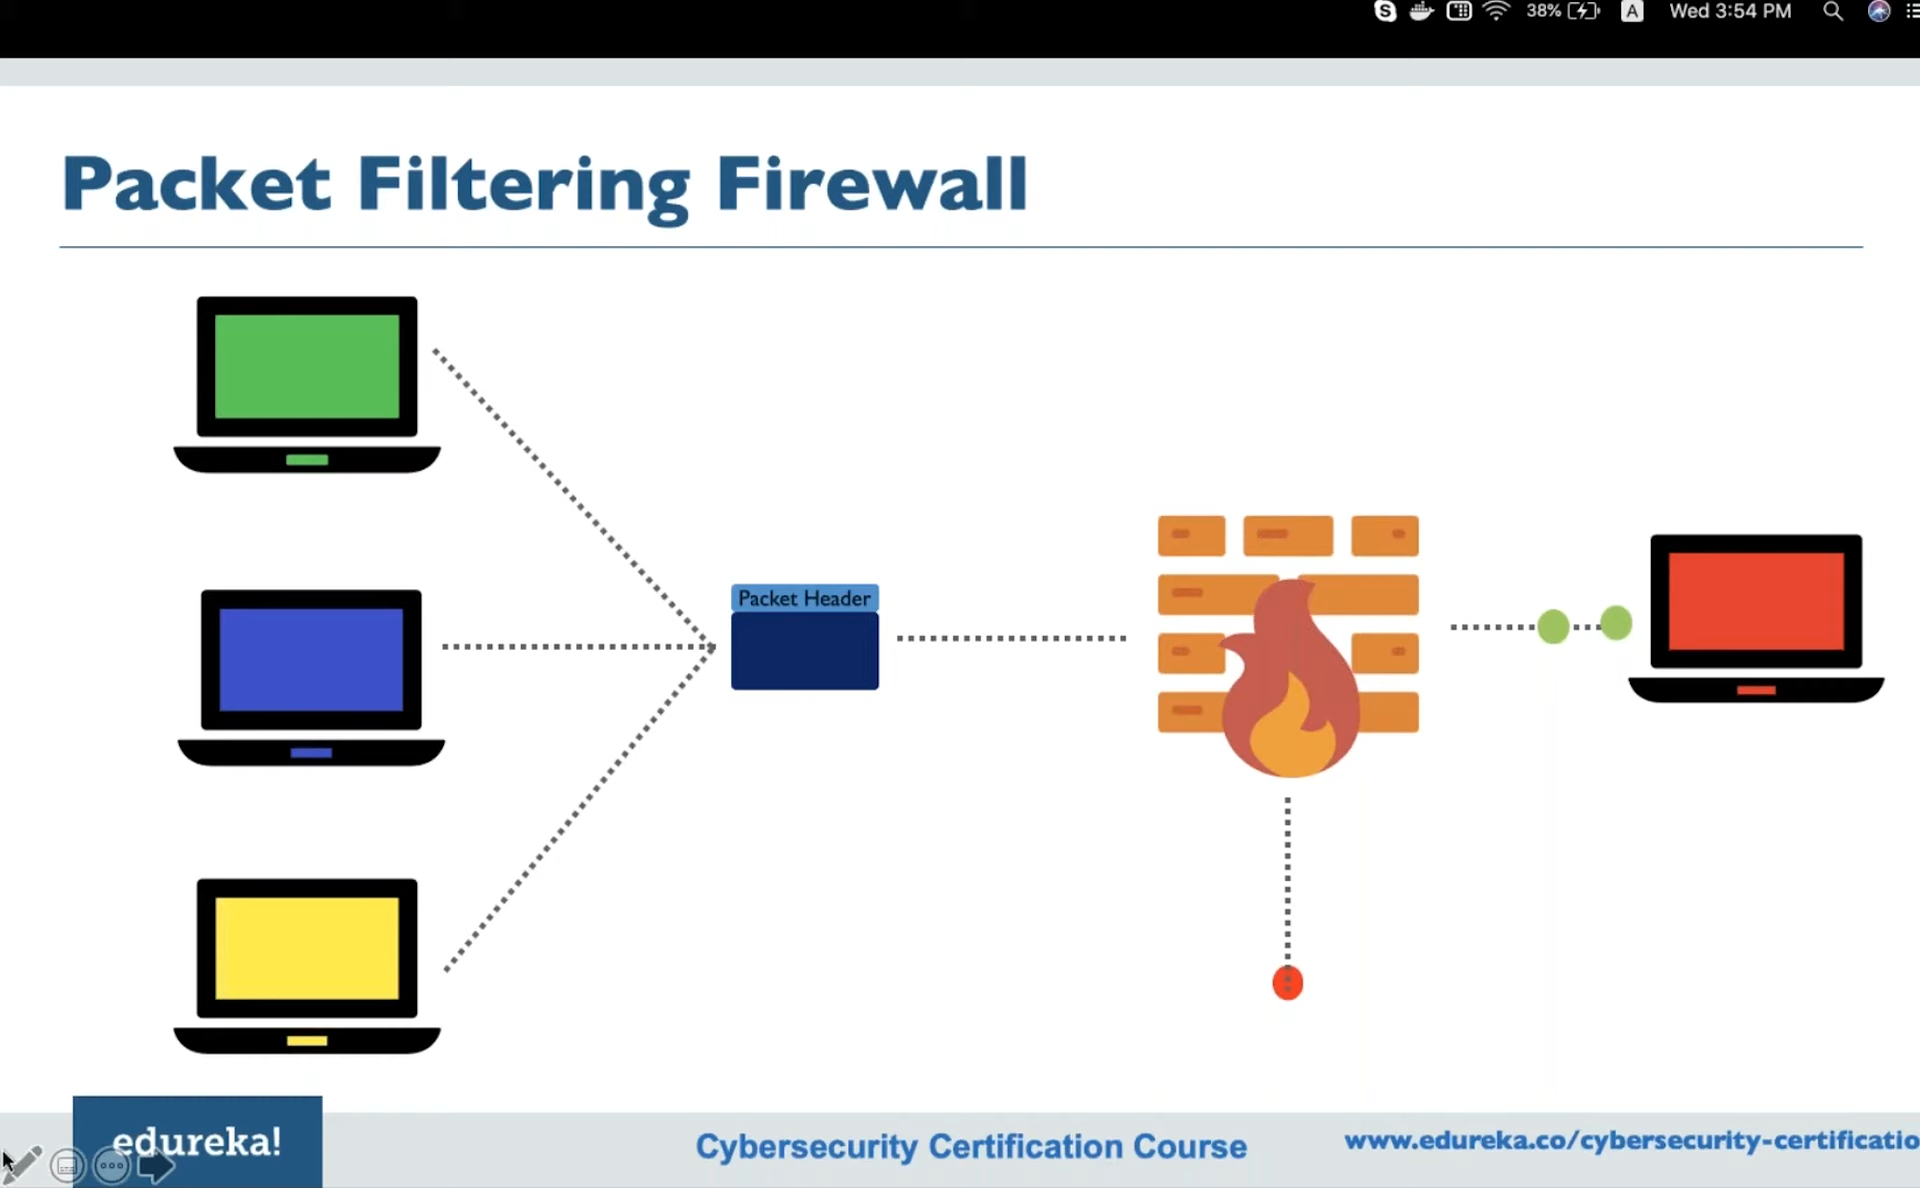 38% A Wed 3:54 PM
Packet Filtering Firewall
Packet Header
edureka!
Cybersecurity Certification Course
www.edureka.co/cybersecurity-certificatio